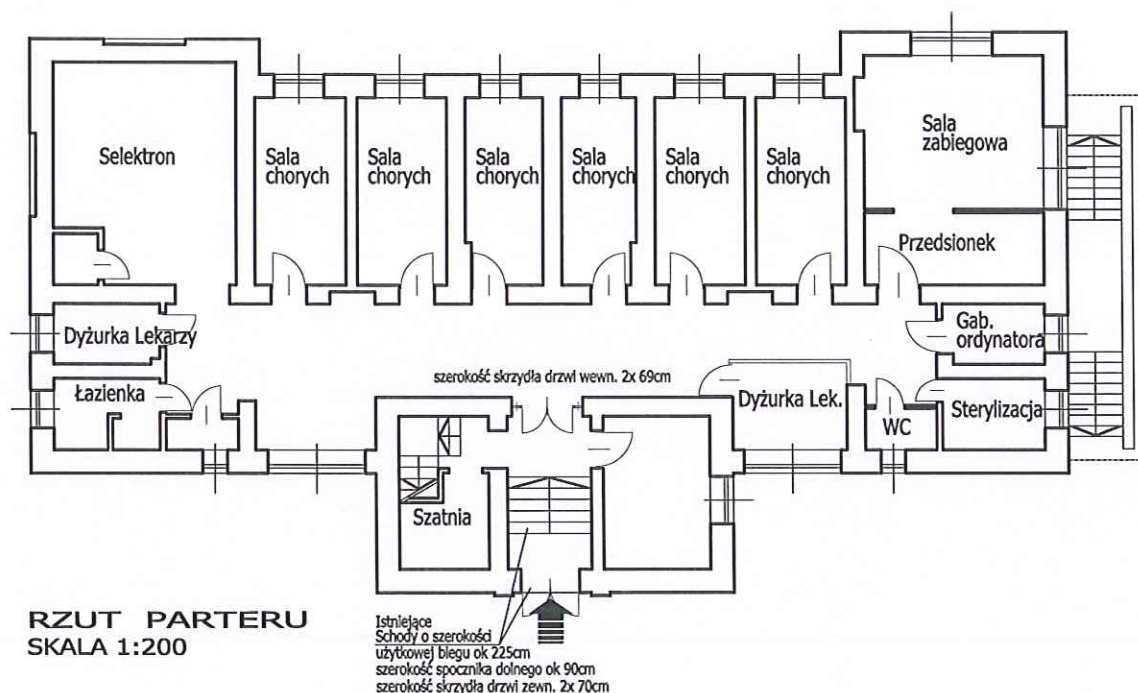 Selektron
Sala
chorych
Sala
chorych
Sala
chorych
Sala
chorych
Sala
chorych
Sala
chorych
Sala
zabiegowa
Przedsionek
Dyżurka Lekarzy
Gab.
ordynatora
Łazienka
szerokość skrzydła drzwi wewn. 2x 69cm
Dyżurka Lek.
WC
Sterylizacja
Szatnia
RZUT PARTERU
SKALA 1:200
Istniejące
Schody o szerokości
użytkowej biegu ok 225cm
szerokość spocznika dolnego ok 90cm
szerokość skrzydła drzwi zewn. 2x 70cm